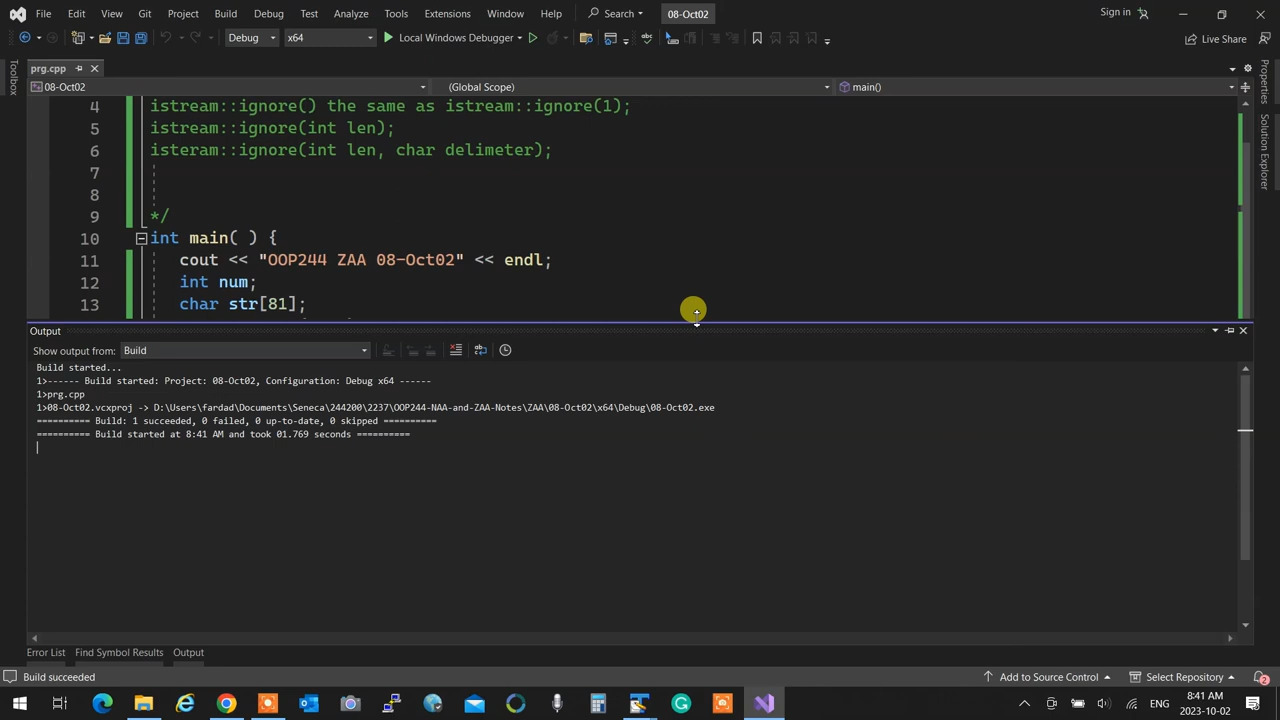 File Edit View Git Project Build Debug Test Analyze Tools Extensions Window Help Search 08-Oct02 Sign in
Debug x64 Local Windows Debugger Live Share
prg.cpp
08-Oct02 (Global Scope) main()
Toolbox
Properties
Solution Explorer
4 istream::ignore() the same as istream::ignore(1);
5 istream::ignore(int len);
6 isteram::ignore(int len, char delimeter);
7
8
9 */
10 int main( ) {
11 cout << "OOP244 ZAA 08-Oct02" << endl;
12 int num;
13 char str[81];
Output
Show output from: Build
Build started...
1>------ Build started: Project: 08-Oct02, Configuration: Debug x64 ------
1>prg.cpp
1>08-Oct02.vcxproj -> D:\Users\fardad\Documents\Seneca\244200\2237\OOP244-NAA-and-ZAA-Notes\ZAA\08-Oct02\x64\Debug\08-Oct02.exe
========== Build: 1 succeeded, 0 failed, 0 up-to-date, 0 skipped ==========
========== Build started at 8:41 AM and took 01.769 seconds ==========
Error List Find Symbol Results Output
Build succeeded Add to Source Control Select Repository 2
ENG 8:41 AM
2023-10-02